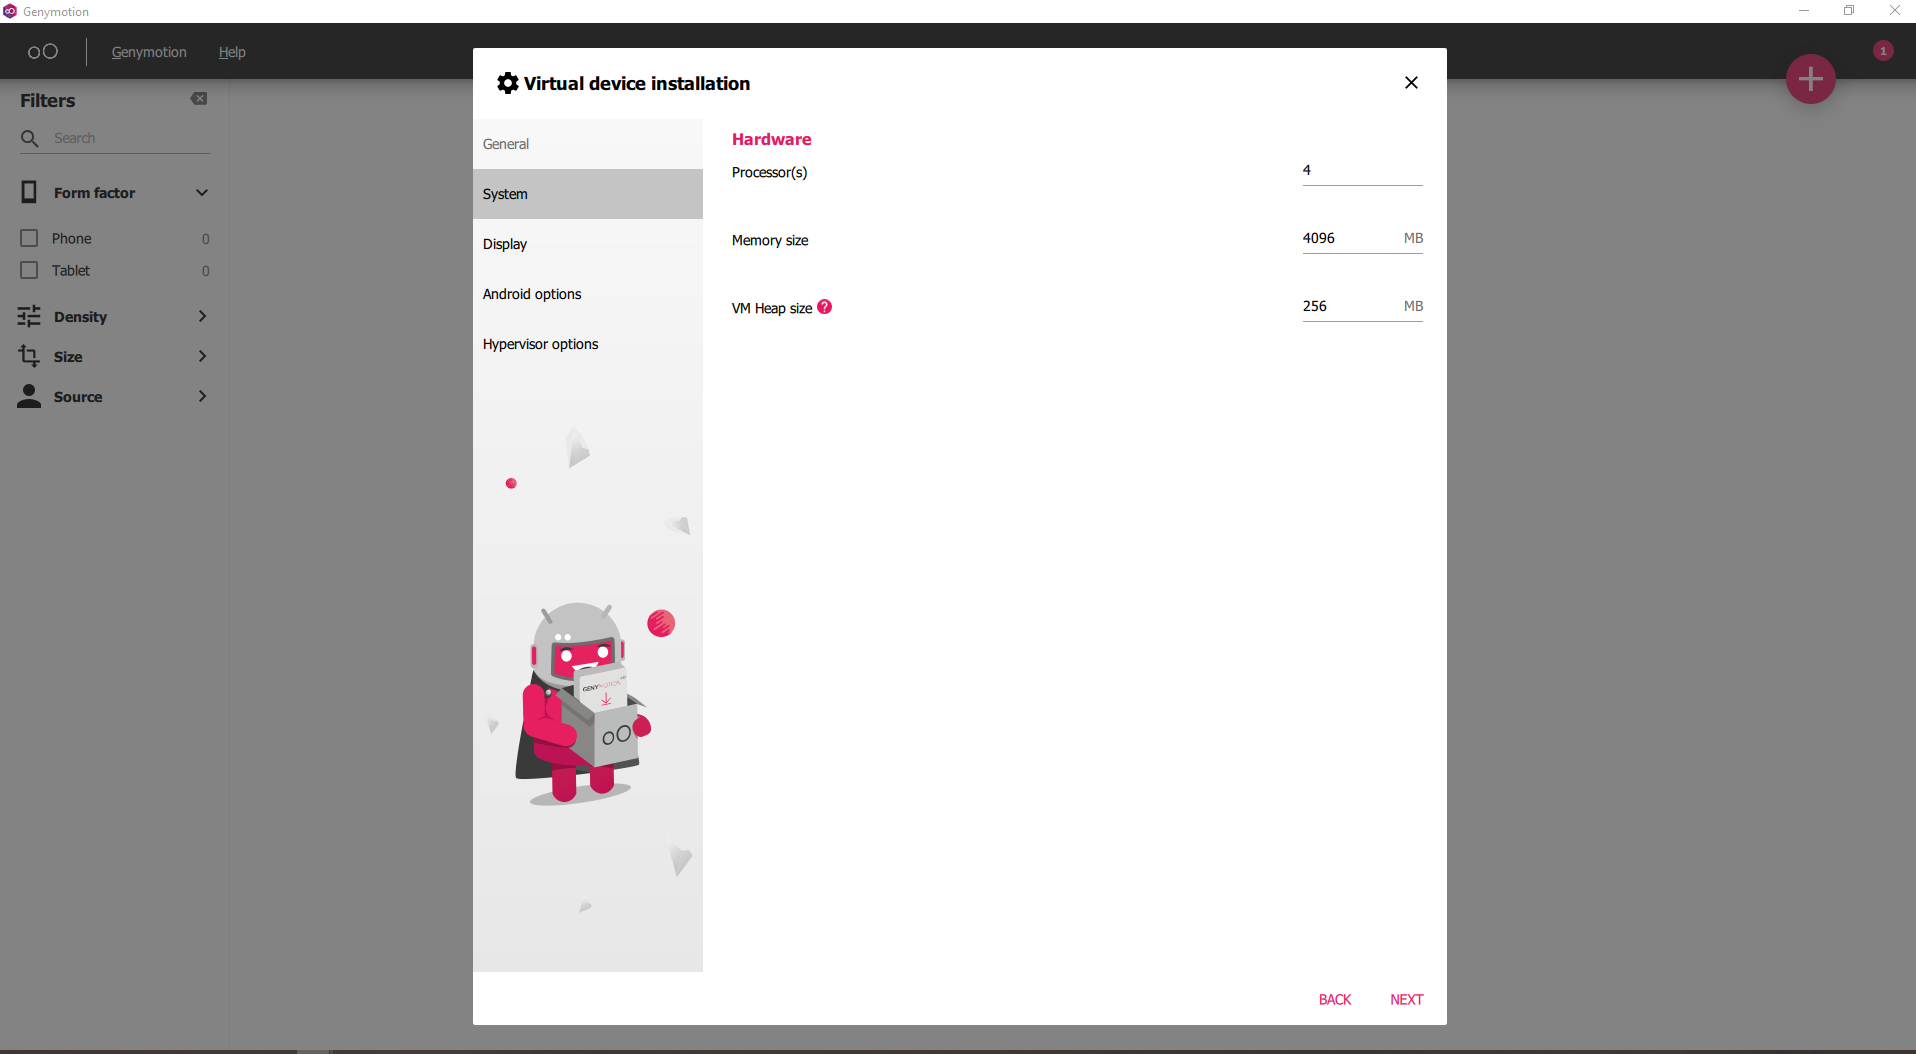 Genymotion
Genymotion Help
1
Virtual device installation
Filters
Search
Form factor
Phone 0
Tablet 0
Density
Size
Source
General
System
Display
Android options
Hypervisor options
GENYMOTION
Hardware
Processor(s) 4
Memory size 4096 MB
VM Heap size ? 256 MB
BACK NEXT